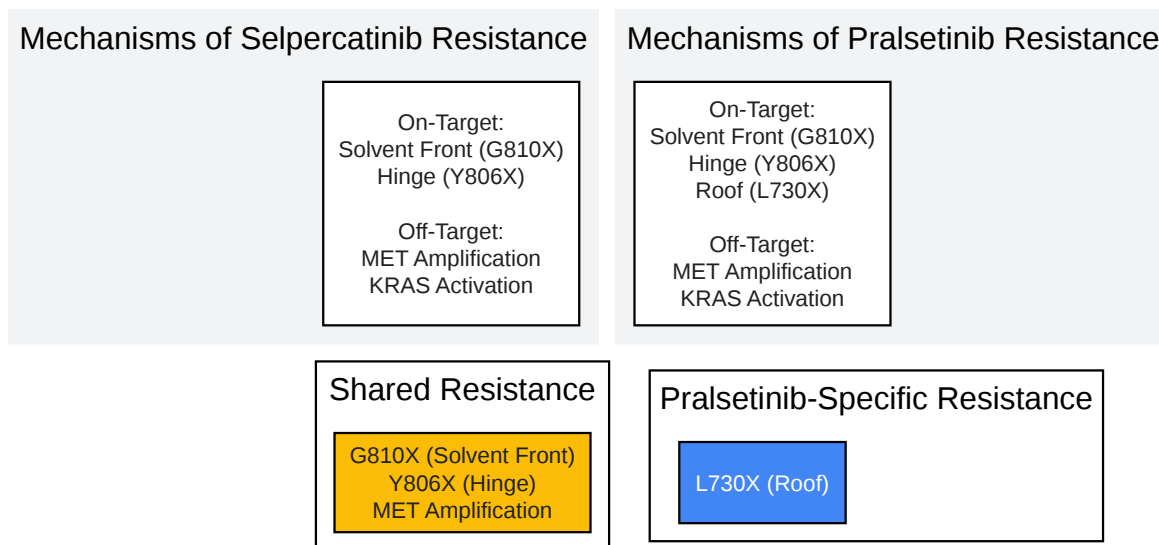 Mechanisms of Selpercatinib Resistance
On-Target:
Solvent Front (G810X)
Hinge (Y806X)
Off-Target:
MET Amplification
KRAS Activation
Mechanisms of Pralsetinib Resistance
On-Target:
Solvent Front (G810X)
Hinge (Y806X)
Roof (L730X)
Off-Target:
MET Amplification
KRAS Activation
Shared Resistance
G810X (Solvent Front)
Y806X (Hinge)
MET Amplification
Pralsetinib-Specific Resistance
L730X (Roof)